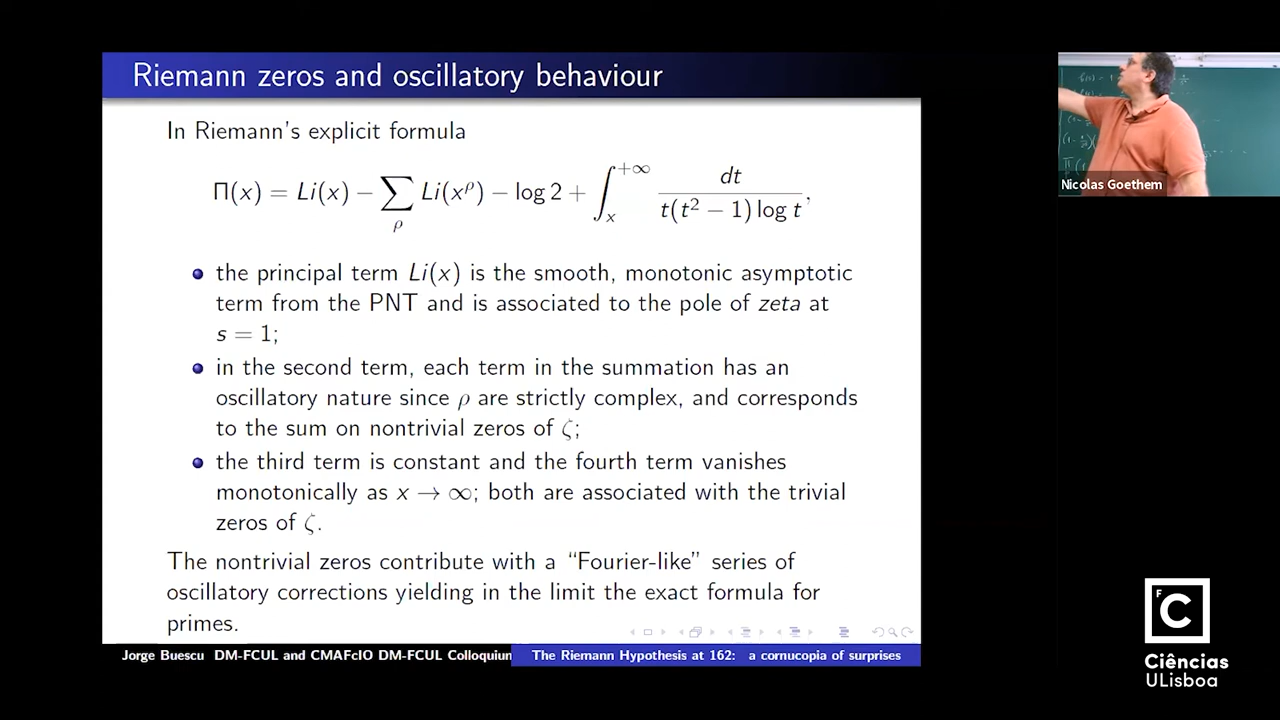 Riemann zeros and oscillatory behaviour
In Riemann's explicit formula
Π(x) = Li(x) − ∑_ρ Li(x^ρ) − log 2 + ∫_x^{+∞} dt / (t(t² − 1) log t),
the principal term Li(x) is the smooth, monotonic asymptotic
term from the PNT and is associated to the pole of zeta at
s = 1;
in the second term, each term in the summation has an
oscillatory nature since ρ are strictly complex, and corresponds
to the sum on nontrivial zeros of ζ;
the third term is constant and the fourth term vanishes
monotonically as x → ∞; both are associated with the trivial
zeros of ζ.
The nontrivial zeros contribute with a “Fourier-like” series of
oscillatory corrections yielding in the limit the exact formula for
primes.
Jorge Buescu DM-FCUL and CMAFcIO DM-FCUL Colloquium
The Riemann Hypothesis at 162: a cornucopia of surprises
Nicolas Goethem
F
C
Ciências
ULisboa